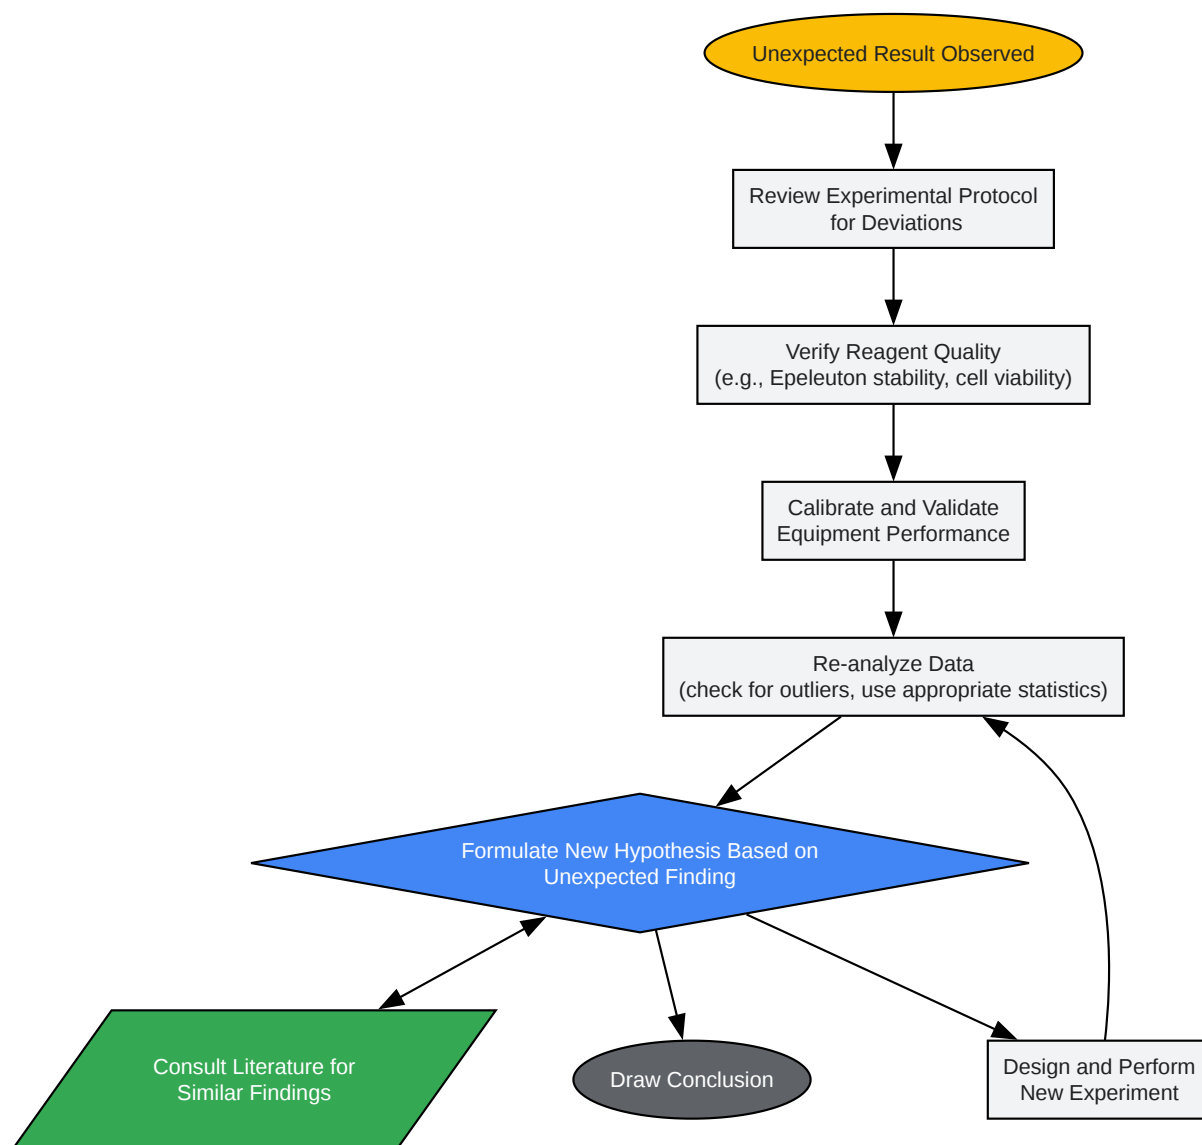 Unexpected Result Observed
Review Experimental Protocol
for Deviations
Verify Reagent Quality
(e.g., Epeleuton stability, cell viability)
Calibrate and Validate
Equipment Performance
Re-analyze Data
(check for outliers, use appropriate statistics)
Formulate New Hypothesis Based on
Unexpected Finding
Consult Literature for
Similar Findings
Draw Conclusion
Design and Perform
New Experiment